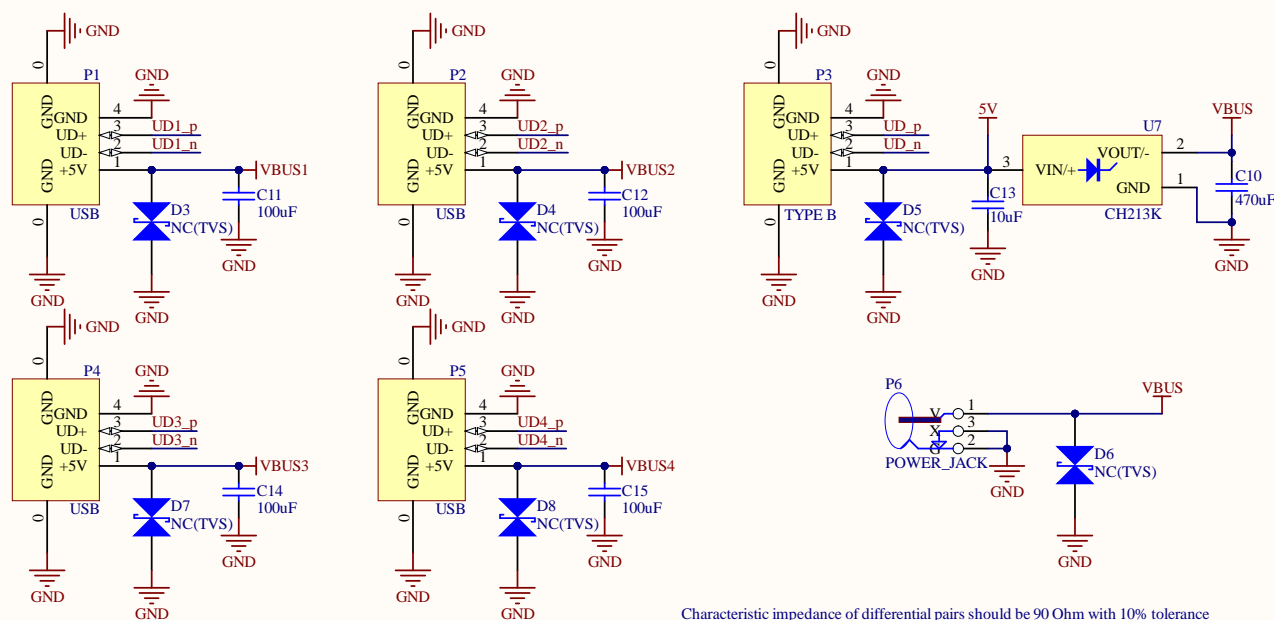 GND
0
P1
GND
GND
GND
4
UD+
3
UD1_p
UD-
2
UD1_n
GND
+5V
1
VBUS1
C11
100uF
D3
NC(TVS)
USB
0
GND
GND
GND
GND
0
P2
GND
GND
GND
4
UD+
3
UD2_p
UD-
2
UD2_n
GND
+5V
1
VBUS2
C12
100uF
D4
NC(TVS)
USB
0
GND
GND
GND
GND
0
P3
GND
GND
GND
4
UD+
3
UD_p
UD-
2
UD_n
GND
+5V
1
TYPE B
D5
NC(TVS)
0
GND
GND
5V
C13
10uF
GND
U7
3
VIN/+
VOUT/-
2
GND
1
CH213K
VBUS
C10
470uF
GND
GND
0
P4
GND
GND
GND
4
UD+
3
UD3_p
UD-
2
UD3_n
GND
+5V
1
VBUS3
C14
100uF
D7
NC(TVS)
USB
0
GND
GND
GND
GND
0
P5
GND
GND
GND
4
UD+
3
UD4_p
UD-
2
UD4_n
GND
+5V
1
VBUS4
C15
100uF
D8
NC(TVS)
USB
0
GND
GND
GND
P6
V
1
X
3
G
2
POWER_JACK
GND
VBUS
D6
NC(TVS)
GND
Characteristic impedance of differential pairs should be 90 Ohm with 10% tolerance